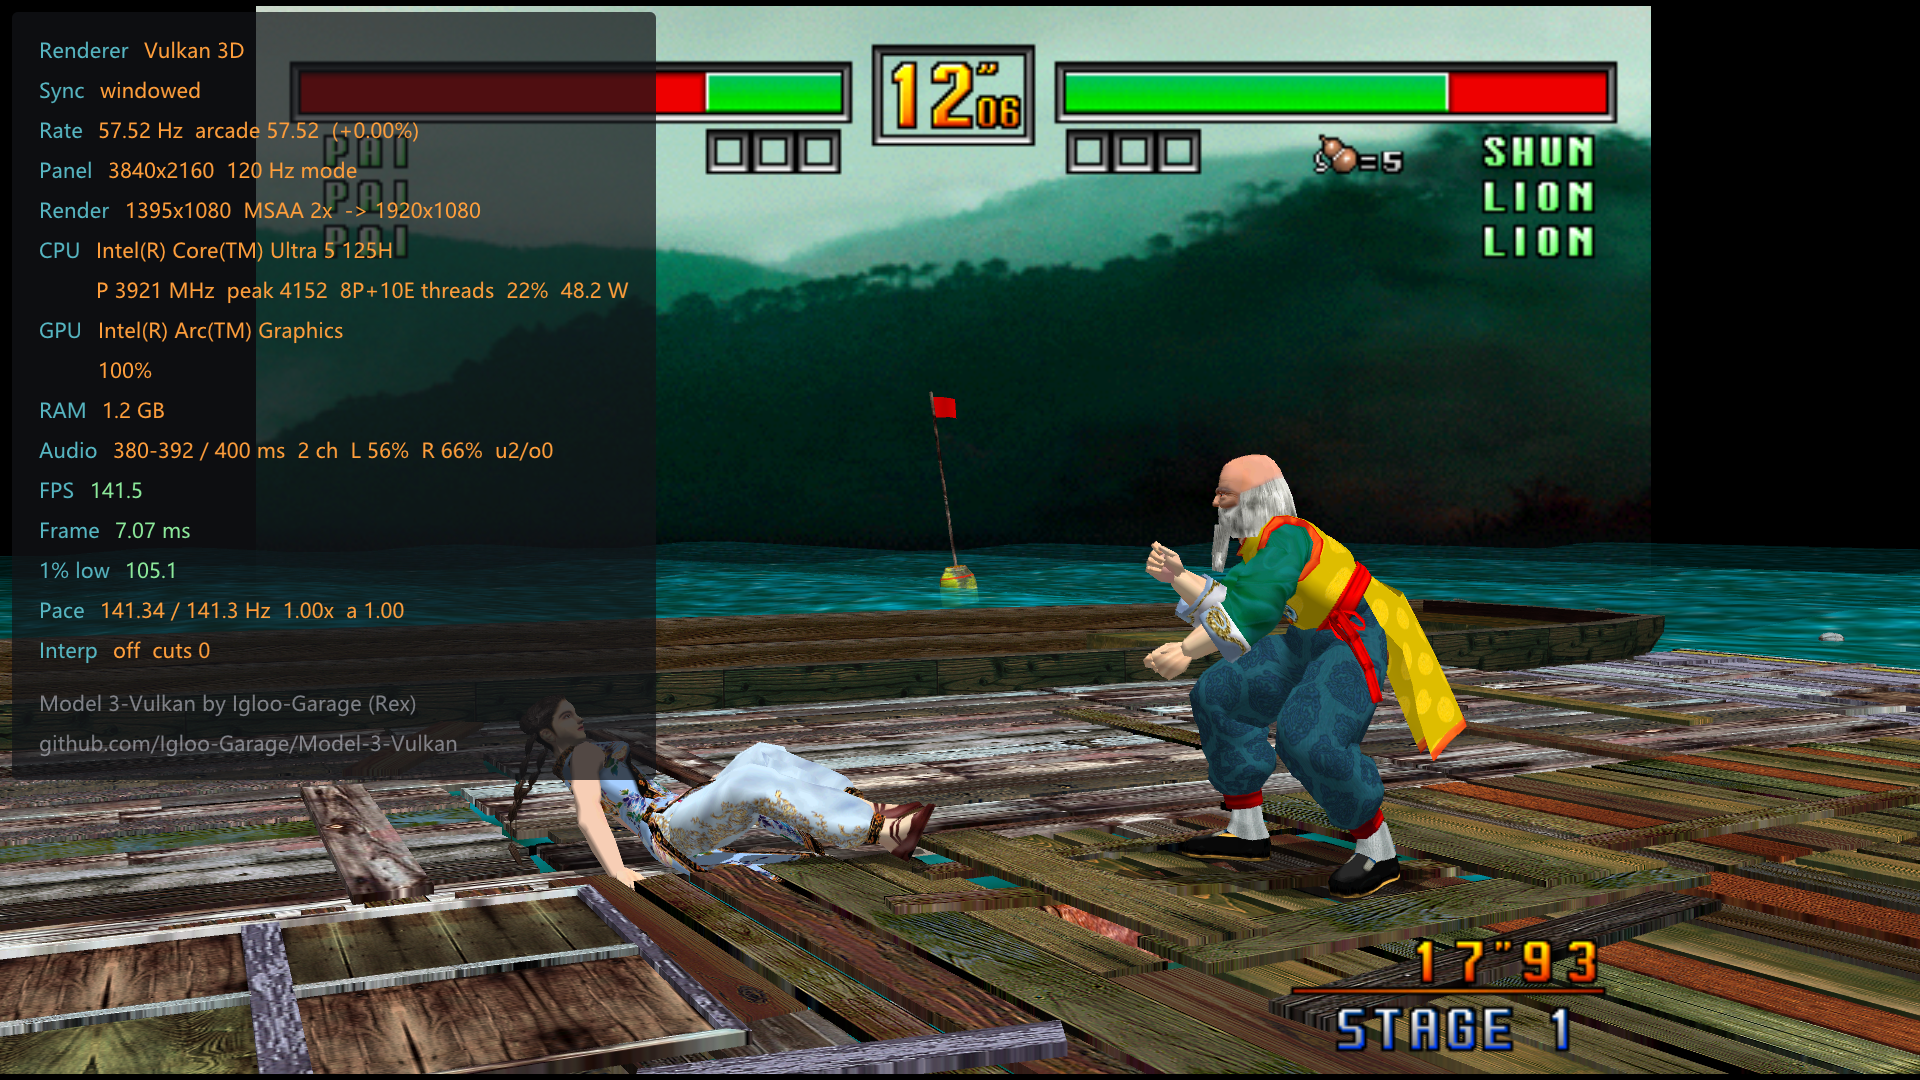 Renderer Vulkan 3D
Sync windowed
Rate 57.52 Hz arcade 57.52 (+0.00%)
Panel 3840x2160 120 Hz mode
Render 1395x1080 MSAA 2x -> 1920x1080
CPU Intel(R) Core(TM) Ultra 5 125H
P 3921 MHz peak 4152 8P+10E threads 22% 48.2 W
GPU Intel(R) Arc(TM) Graphics
100%
RAM 1.2 GB
Audio 380-392 / 400 ms 2 ch L 56% R 66% u2/o0
FPS 141.5
Frame 7.07 ms
1% low 105.1
Pace 141.34 / 141.3 Hz 1.00x a 1.00
Interp off cuts 0
Model 3-Vulkan by Igloo-Garage (Rex)
github.com/Igloo-Garage/Model-3-Vulkan
PAI
PAI
PAI
12"06
=5
SHUN
LION
LION
17"93
STAGE 1